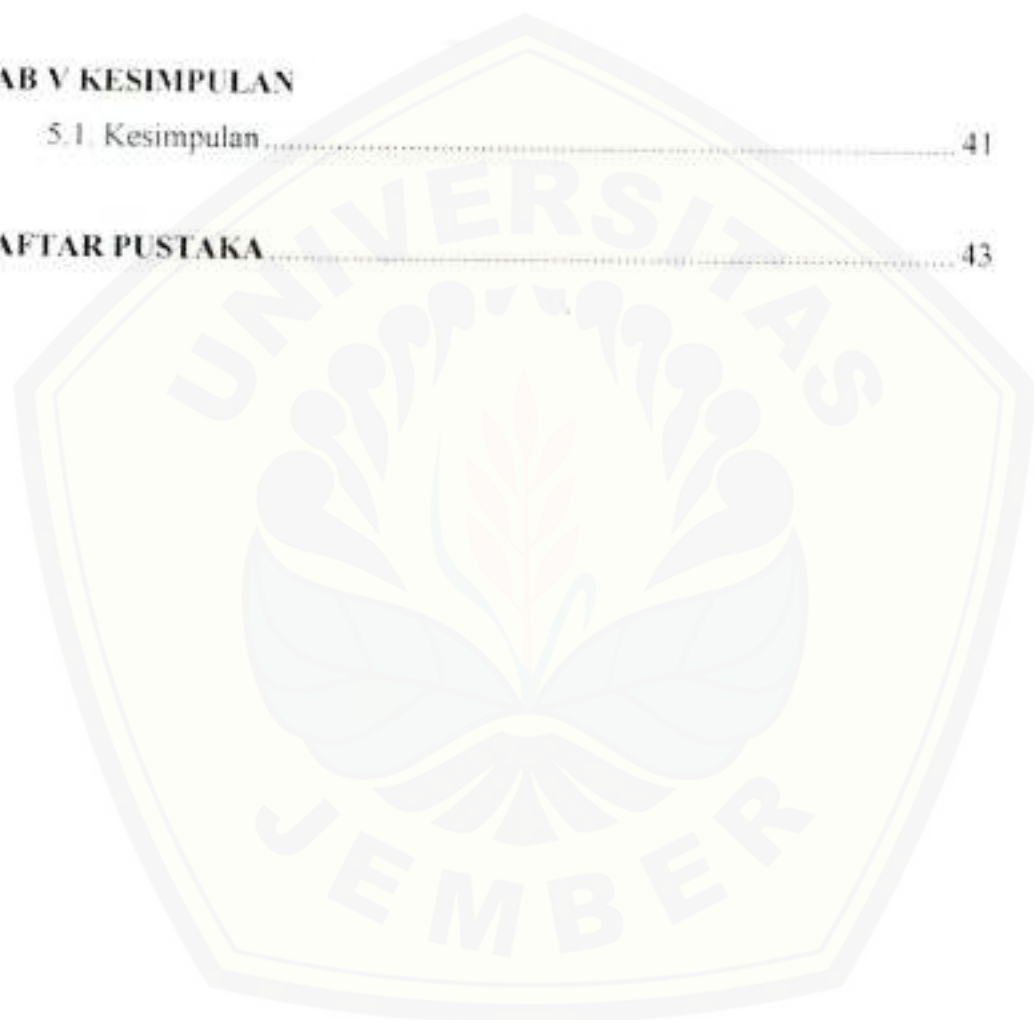 AB V KESIMPULAN
5.1. Kesimpulan ........ 41
AFTAR PUSTAKA ........ 43
UNIVERSITAS
JEMBER